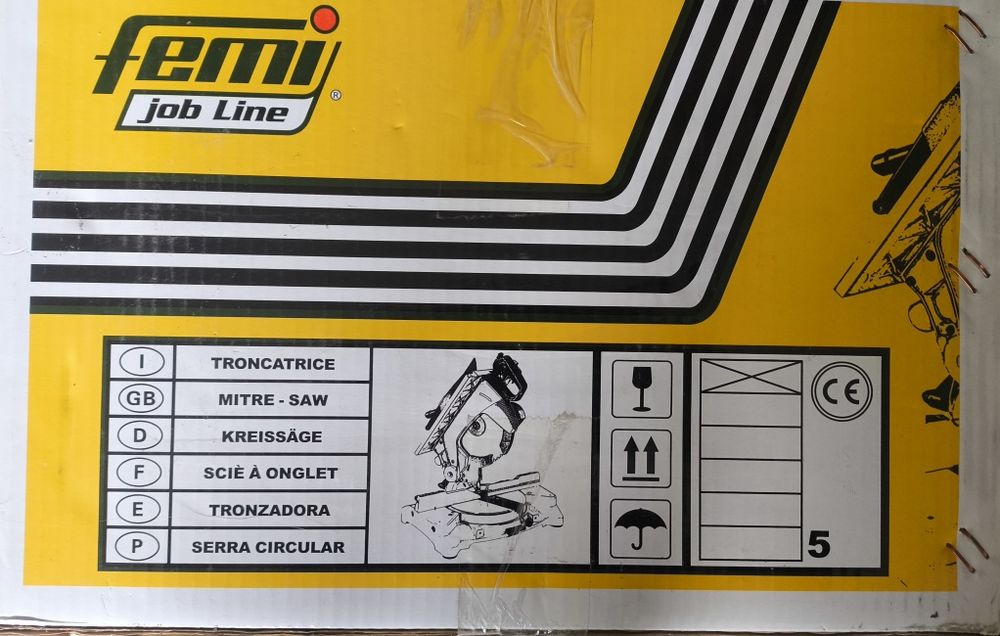 femi
job Line ®
I TRONCATRICE
GB MITRE - SAW
D KREISSÄGE
F SCIÈ À ONGLET
E TRONZADORA
P SERRA CIRCULAR
CE
5